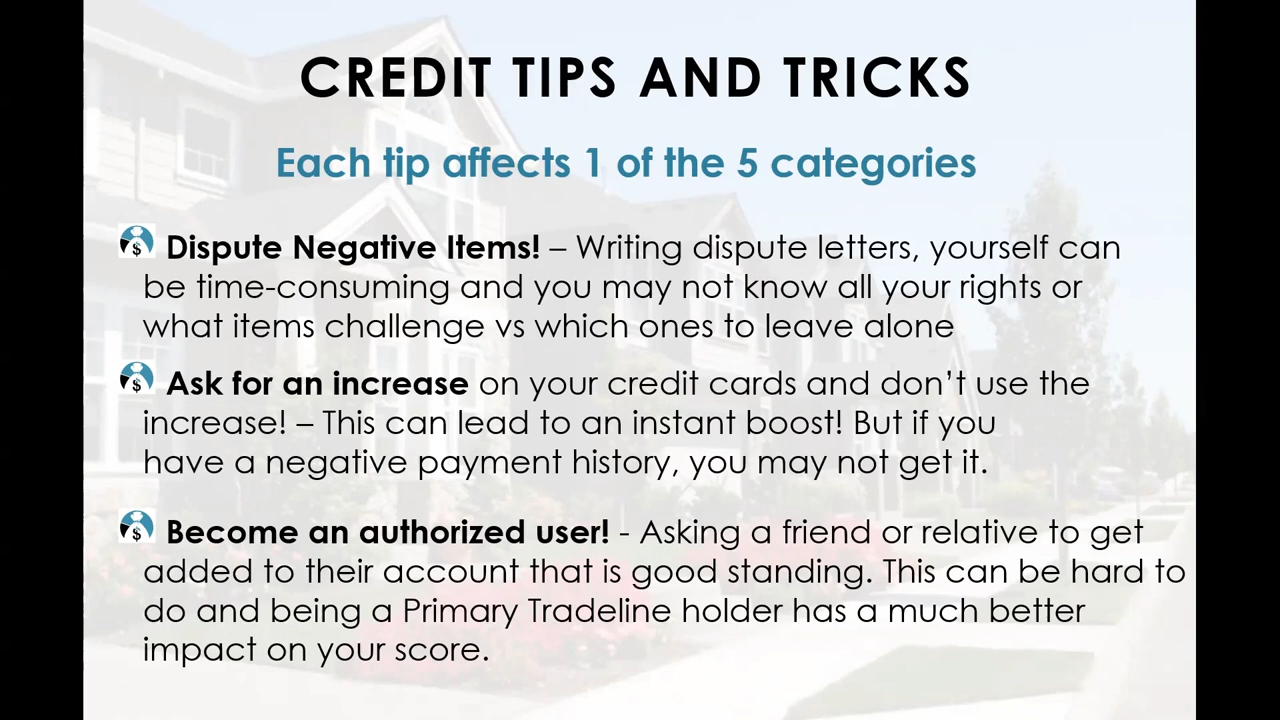 CREDIT TIPS AND TRICKS
Each tip affects 1 of the 5 categories
Dispute Negative Items! – Writing dispute letters, yourself can
be time-consuming and you may not know all your rights or
what items challenge vs which ones to leave alone
Ask for an increase on your credit cards and don’t use the
increase! – This can lead to an instant boost! But if you
have a negative payment history, you may not get it.
Become an authorized user! - Asking a friend or relative to get
added to their account that is good standing. This can be hard to
do and being a Primary Tradeline holder has a much better
impact on your score.